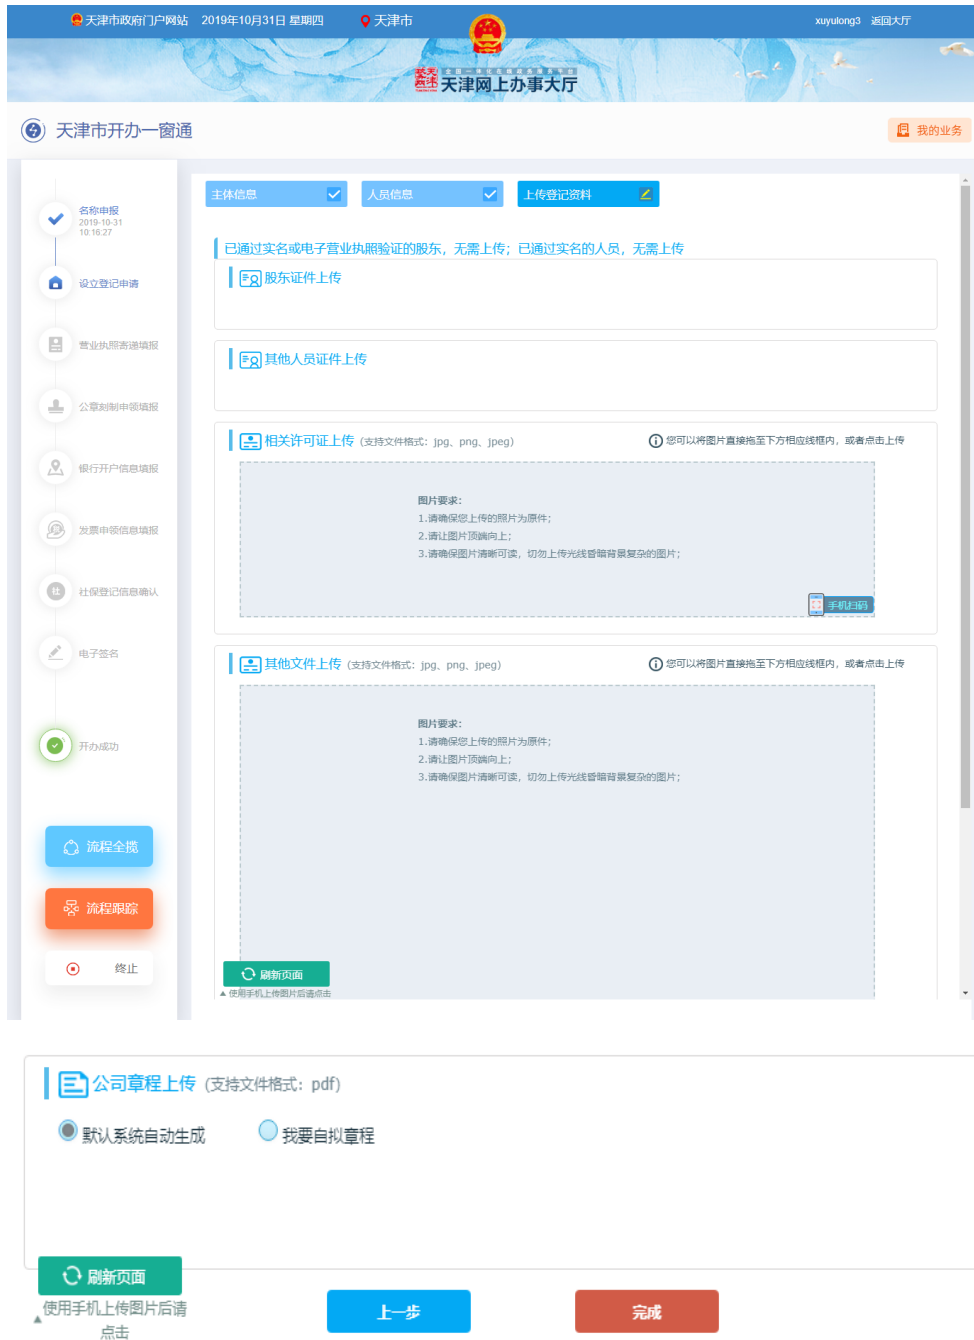 天津市政府门户网站 2019年10月31日 星期四 天津市 xuyulong3 返回大厅
全国一体化在线政务服务平台
天津网上办事大厅
天津市开办一窗通 我的业务
主体信息 人员信息 上传登记资料
名称申报
2019-10-31
10:16:27
设立登记申请
营业执照寄递填报
公章刻制申领填报
银行开户信息填报
发票申领信息填报
社保登记信息确认
电子签名
开办成功
流程全揽
流程跟踪
终止
已通过实名或电子营业执照验证的股东，无需上传；已通过实名的人员，无需上传
股东证件上传
其他人员证件上传
相关许可证上传 (支持文件格式：jpg、png、jpeg) 您可以将图片直接拖至下方相应线框内，或者点击上传
图片要求：
1.请确保您上传的照片为原件；
2.请让图片顶端向上；
3.请确保图片清晰可读，切勿上传光线昏暗背景复杂的图片；
手机扫码
其他文件上传 (支持文件格式：jpg、png、jpeg) 您可以将图片直接拖至下方相应线框内，或者点击上传
图片要求：
1.请确保您上传的照片为原件；
2.请让图片顶端向上；
3.请确保图片清晰可读，切勿上传光线昏暗背景复杂的图片；
刷新页面
使用手机上传图片后请点击
公司章程上传 (支持文件格式：pdf)
默认系统自动生成 我要自拟章程
刷新页面
使用手机上传图片后请
点击
上一步 完成